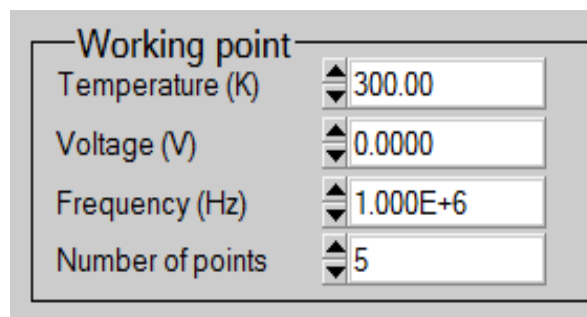 Working point
Temperature (K) 300.00
Voltage (V) 0.0000
Frequency (Hz) 1.000E+6
Number of points 5